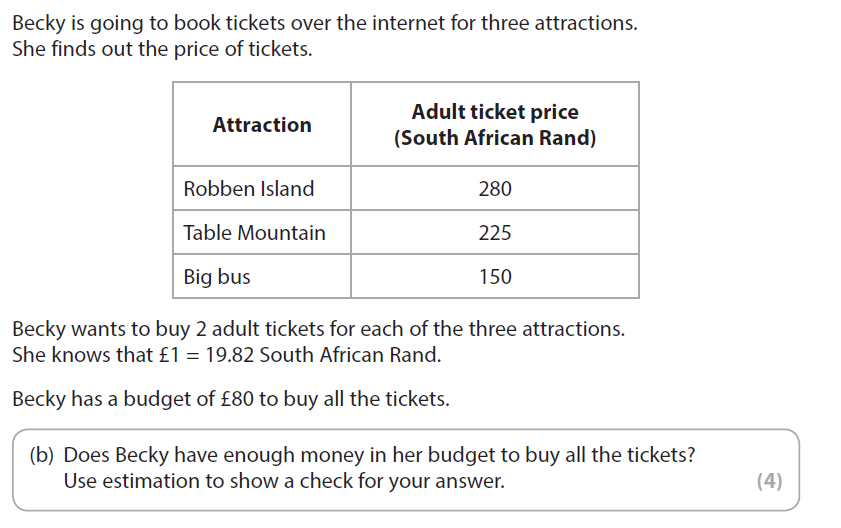 Becky is going to book tickets over the internet for three attractions.
She finds out the price of tickets.
Attraction
Adult ticket price
(South African Rand)
Robben Island
280
Table Mountain
225
Big bus
150
Becky wants to buy 2 adult tickets for each of the three attractions.
She knows that £1 = 19.82 South African Rand.
Becky has a budget of £80 to buy all the tickets.
(b) Does Becky have enough money in her budget to buy all the tickets?
Use estimation to show a check for your answer.
(4)